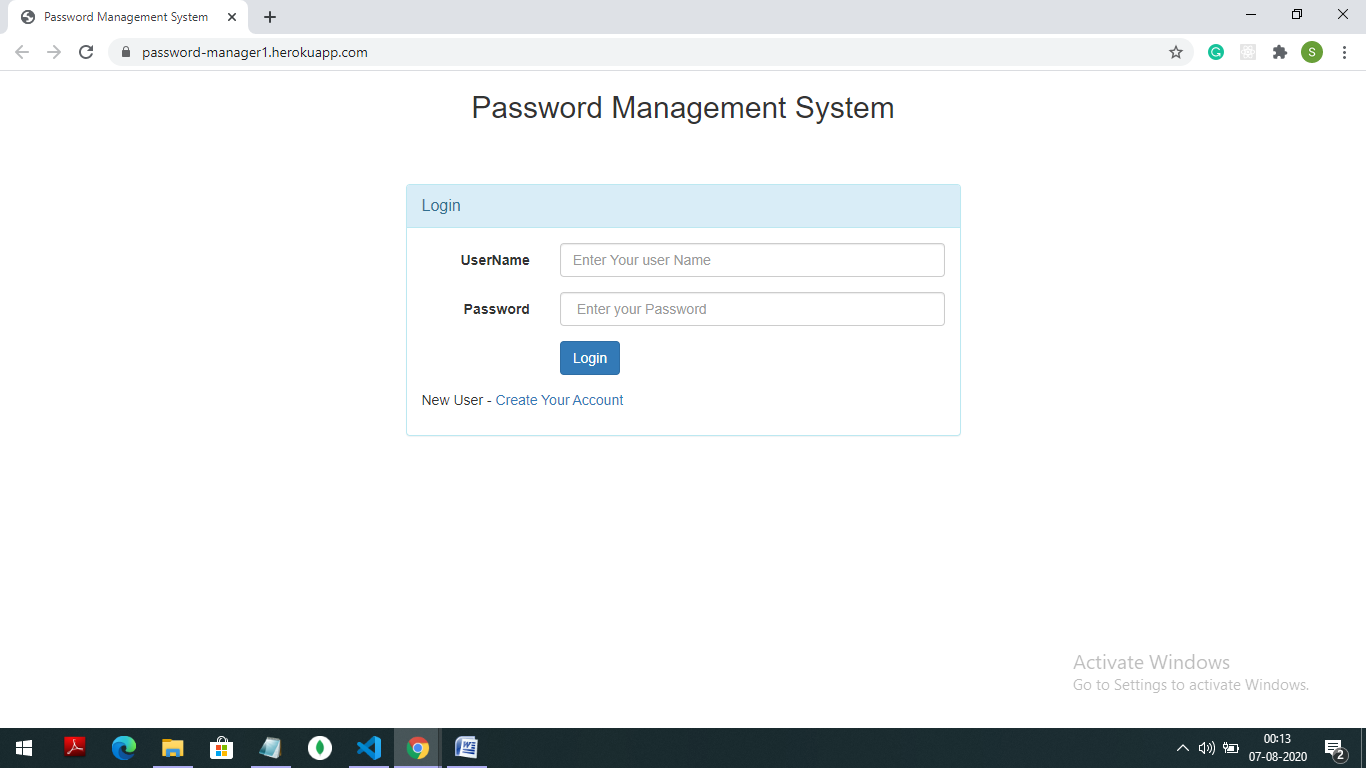 Password Management System
password-manager1.herokuapp.com
S
Password Management System
Login
UserName
Enter Your user Name
Password
Enter your Password
Login
New User - Create Your Account
Activate Windows
Go to Settings to activate Windows.
00:13
07-08-2020
2